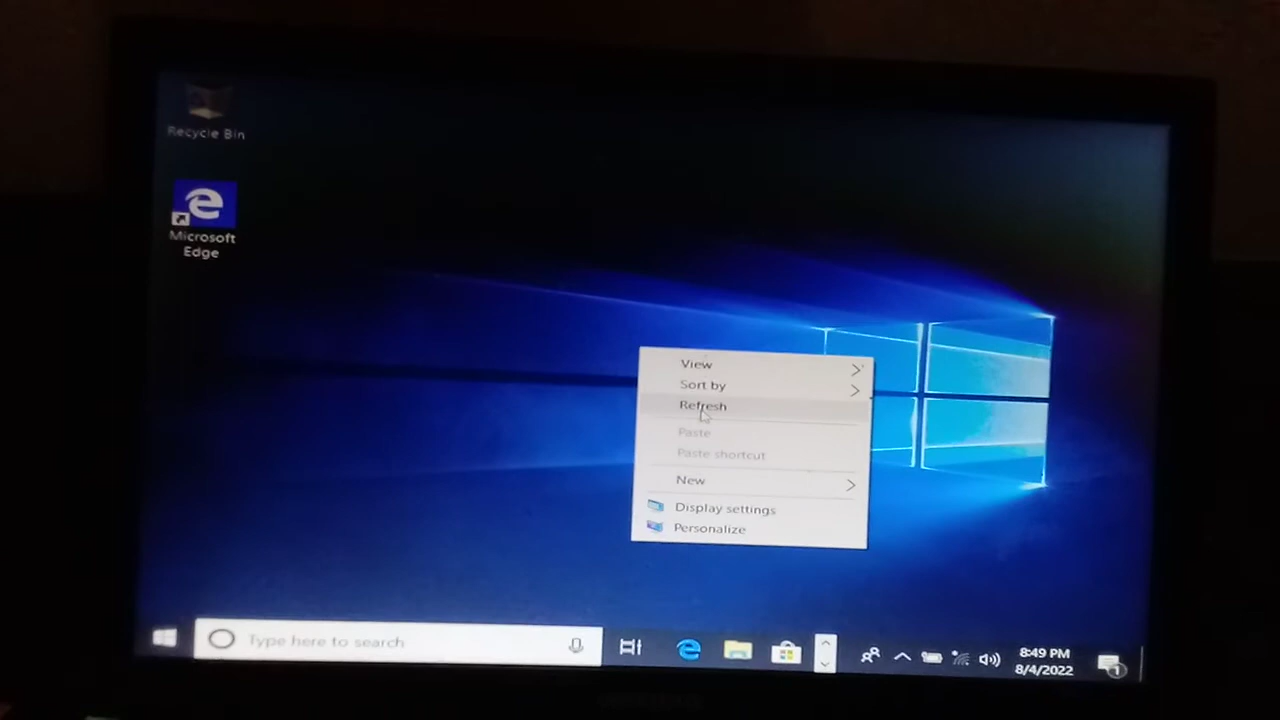 Recycle Bin
Microsoft
Edge
View
Sort by
Refresh
Paste
Paste shortcut
New
Display settings
Personalize
Type here to search
8:49 PM
8/4/2022
1